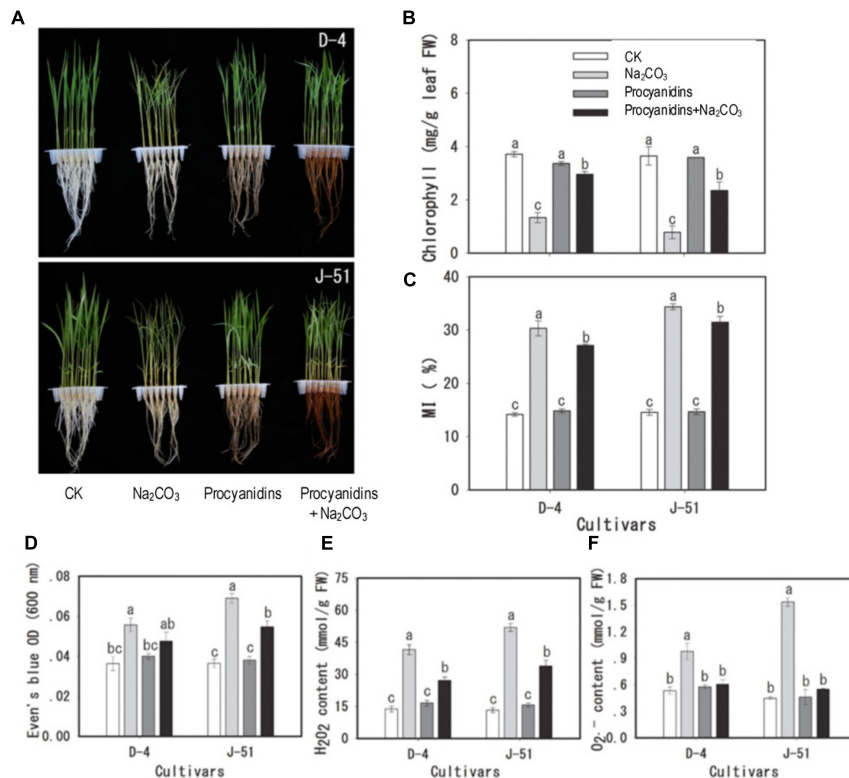 A
D-4
J-51
CK
Na₂CO₃
Procyanidins
Procyanidins
+ Na₂CO₃
B
Chlorophyll (mg/g leaf FW)
8
6
4
2
0
CK
Na₂CO₃
Procyanidins
Procyanidins+Na₂CO₃
a
c
a
b
a
c
a
b
C
MI ( %)
40
30
20
10
0
c
a
c
b
c
a
c
b
D-4
J-51
Cultivars
D
Even's blue OD (600 nm)
.08
0.06
0.04
.02
0.00
bc
a
bc
ab
c
a
c
b
D-4
J-51
Cultivars
E
H₂O₂ content (mmol/g FW)
75
60
45
30
15
0
c
a
c
b
c
a
c
b
D-4
J-51
Cultivars
F
O₂·⁻ content (mmol/g FW)
1.8
1.5
1.2
.9
.6
.3
0.0
b
a
b
b
b
a
b
b
D-4
J-51
Cultivars